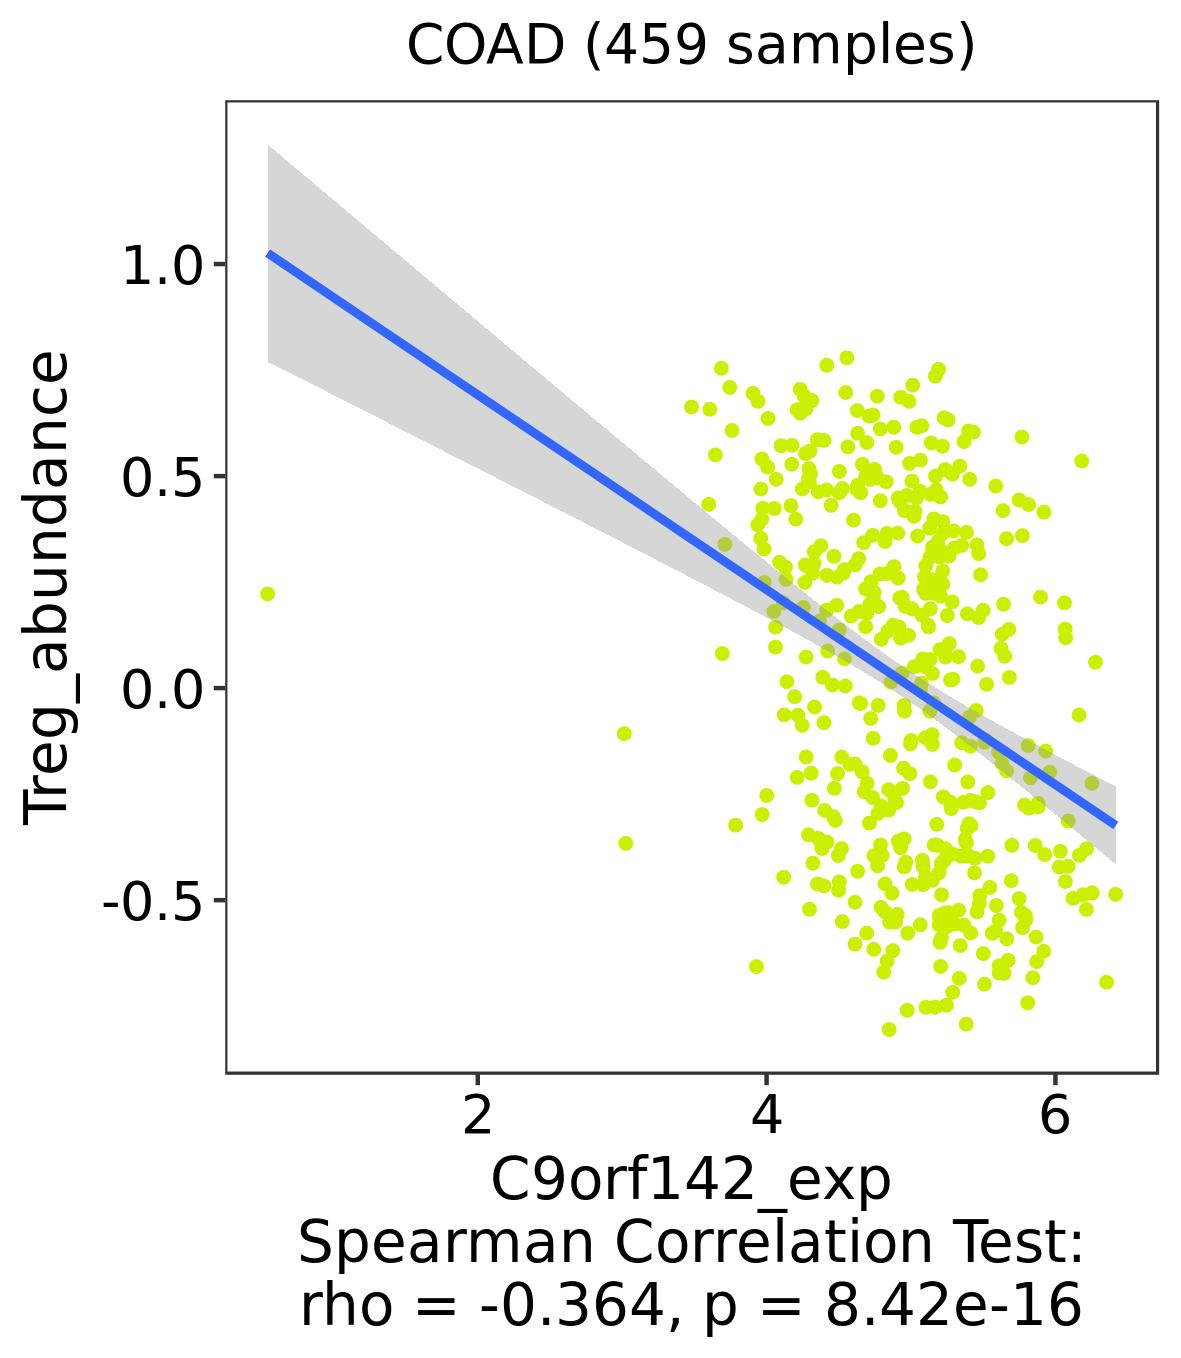 COAD (459 samples)
Treg_abundance
1.0
0.5
0.0
-0.5
2 4 6
C9orf142_exp
Spearman Correlation Test:
rho = -0.364, p = 8.42e-16